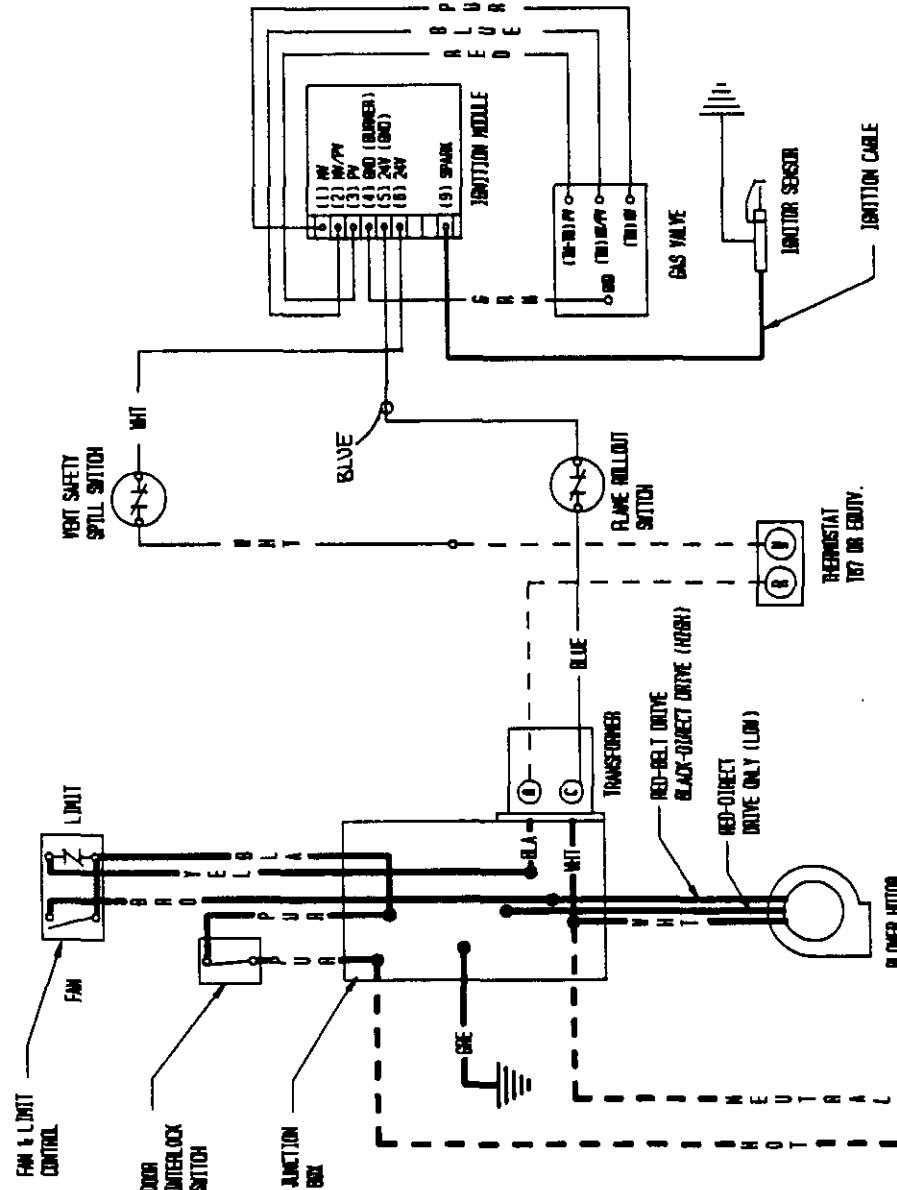 PUR
BLUE
RED
(1) MV
(2) MV/PV
(3) PV
(4) GND (BURNER)
(5) 24V (GND)
(6) 24V
(9) SPARK
IGNITION MODULE
VENT SAFETY
SPILL SWITCH
WHT
WHT
BLUE
GRN
(TH-TR) PV
(TR) MV/PV
(TH) MV
GND
GAS VALVE
IGNITOR SENSOR
IGNITION CABLE
FLAME ROLLOUT
SWITCH
BLUE
R
W
THERMOSTAT
T87 OR EQUIV.
R
C
TRANSFORMER
FAN & LIMIT
CONTROL
LIMIT
FAN
BLA
YEL
BRO
PUR
PUR
DOOR
INTERLOCK
SWITCH
JUNCTION
BOX
BLA
WHT
GRE
WHT
RED-BELT DRIVE
BLACK-DIRECT DRIVE (HIGH)
RED-DIRECT
DRIVE ONLY (LOW)
BLOWER MOTOR
NEUTRAL
HOT